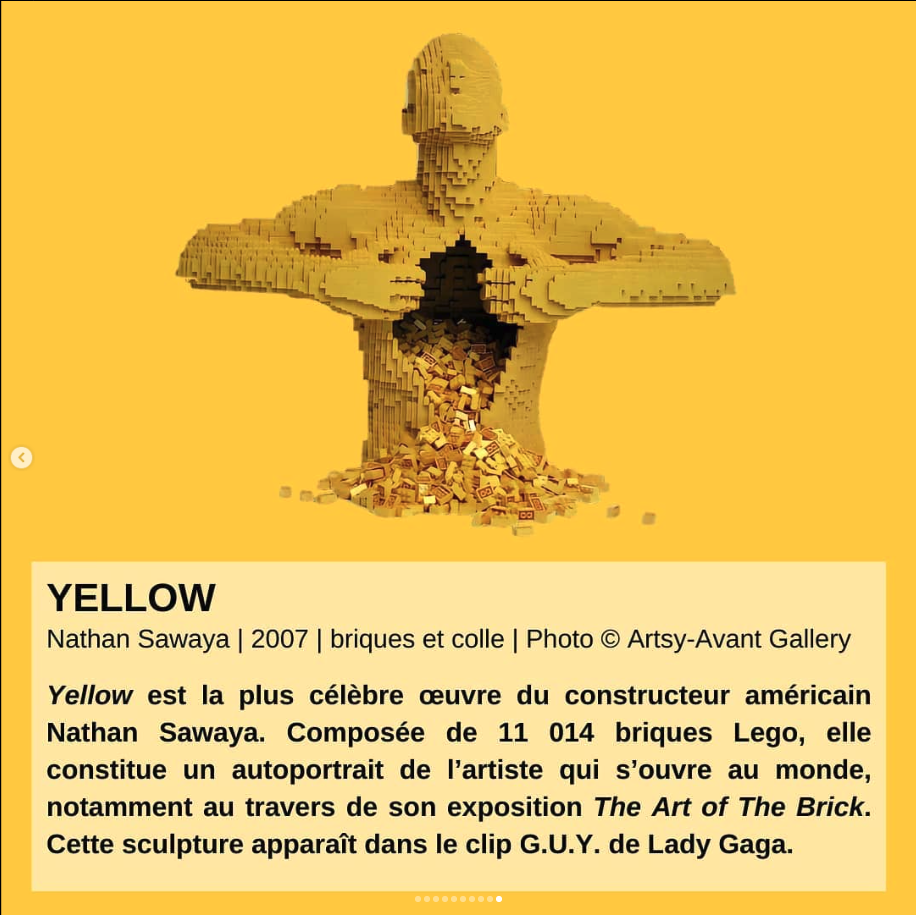 YELLOW
Nathan Sawaya | 2007 | briques et colle | Photo © Artsy-Avant Gallery
Yellow est la plus célèbre œuvre du constructeur américain
Nathan Sawaya. Composée de 11 014 briques Lego, elle
constitue un autoportrait de l’artiste qui s’ouvre au monde,
notamment au travers de son exposition The Art of The Brick.
Cette sculpture apparaît dans le clip G.U.Y. de Lady Gaga.